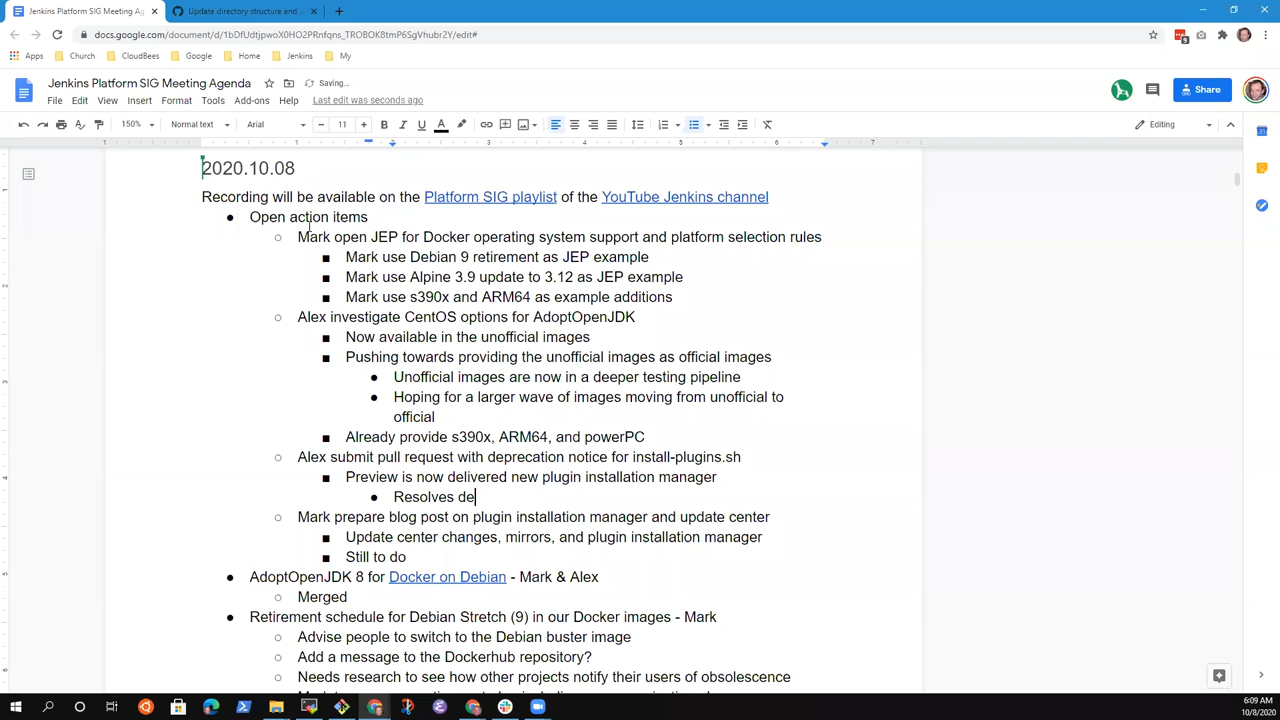 Jenkins Platform SIG Meeting Ag
Update directory structure and
docs.google.com/document/d/1bDfUdtjpwoX0HO2PRnfqns_TROBOK8tmP6SgVhubr2Y/edit#
Apps Church CloudBees Google Home Jenkins My
Jenkins Platform SIG Meeting Agenda
Saving...
File Edit View Insert Format Tools Add-ons Help Last edit was seconds ago
Share
150% Normal text Arial 11 Editing
1 1 2 3 4 5 6 7
2020.10.08
Recording will be available on the Platform SIG playlist of the YouTube Jenkins channel
● Open action items
○ Mark open JEP for Docker operating system support and platform selection rules
■ Mark use Debian 9 retirement as JEP example
■ Mark use Alpine 3.9 update to 3.12 as JEP example
■ Mark use s390x and ARM64 as example additions
○ Alex investigate CentOS options for AdoptOpenJDK
■ Now available in the unofficial images
■ Pushing towards providing the unofficial images as official images
● Unofficial images are now in a deeper testing pipeline
● Hoping for a larger wave of images moving from unofficial to
official
■ Already provide s390x, ARM64, and powerPC
○ Alex submit pull request with deprecation notice for install-plugins.sh
■ Preview is now delivered new plugin installation manager
● Resolves de
○ Mark prepare blog post on plugin installation manager and update center
■ Update center changes, mirrors, and plugin installation manager
■ Still to do
● AdoptOpenJDK 8 for Docker on Debian - Mark & Alex
○ Merged
● Retirement schedule for Debian Stretch (9) in our Docker images - Mark
○ Advise people to switch to the Debian buster image
○ Add a message to the Dockerhub repository?
○ Needs research to see how other projects notify their users of obsolescence
6:09 AM
10/8/2020